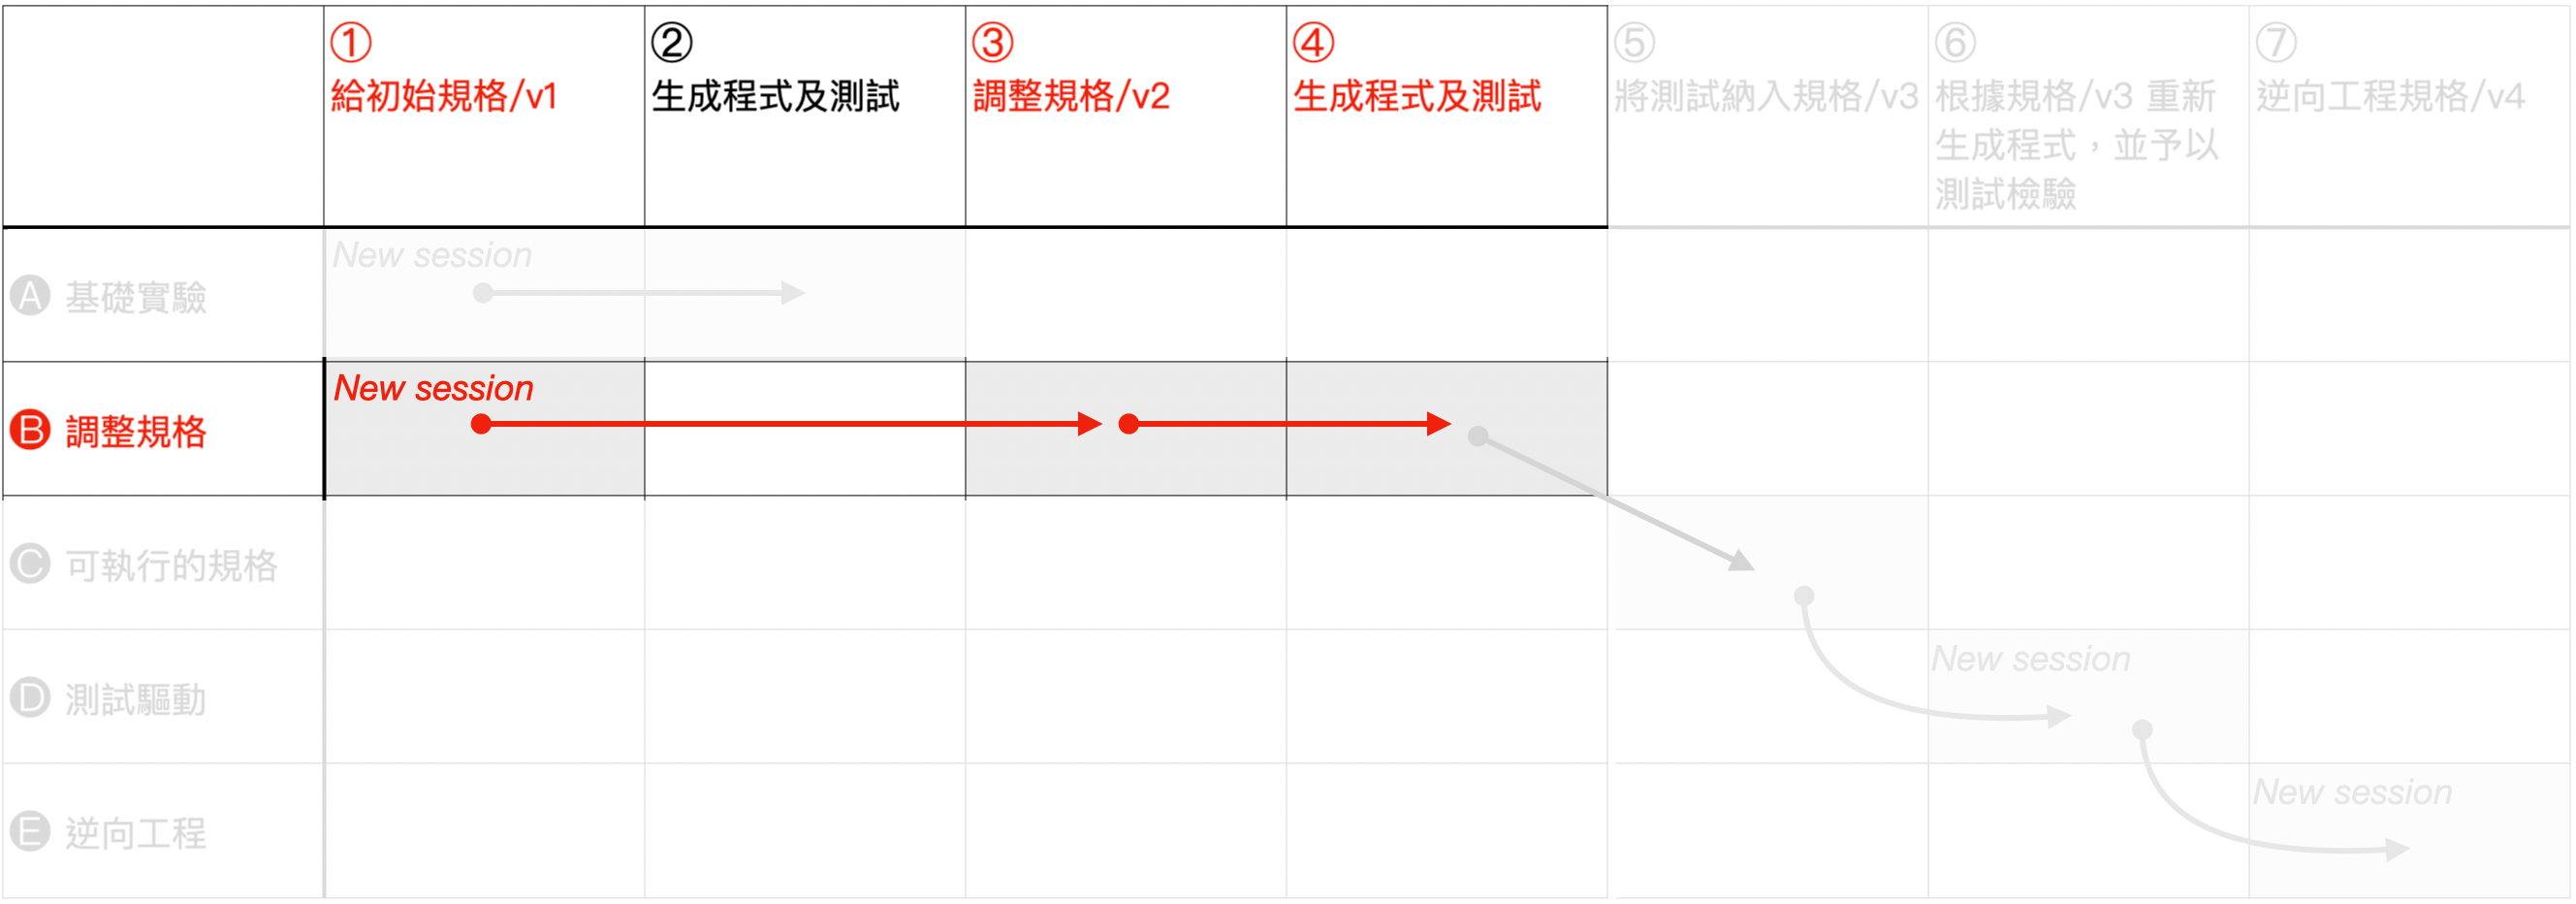 ①
給初始規格/v1
②
生成程式及測試
③
調整規格/v2
④
生成程式及測試
⑤
將測試納入規格/v3
⑥
根據規格/v3 重新
生成程式，並予以
測試檢驗
⑦
逆向工程規格/v4
A 基礎實驗
New session
B 調整規格
New session
C 可執行的規格
D 測試驅動
New session
E 逆向工程
New session